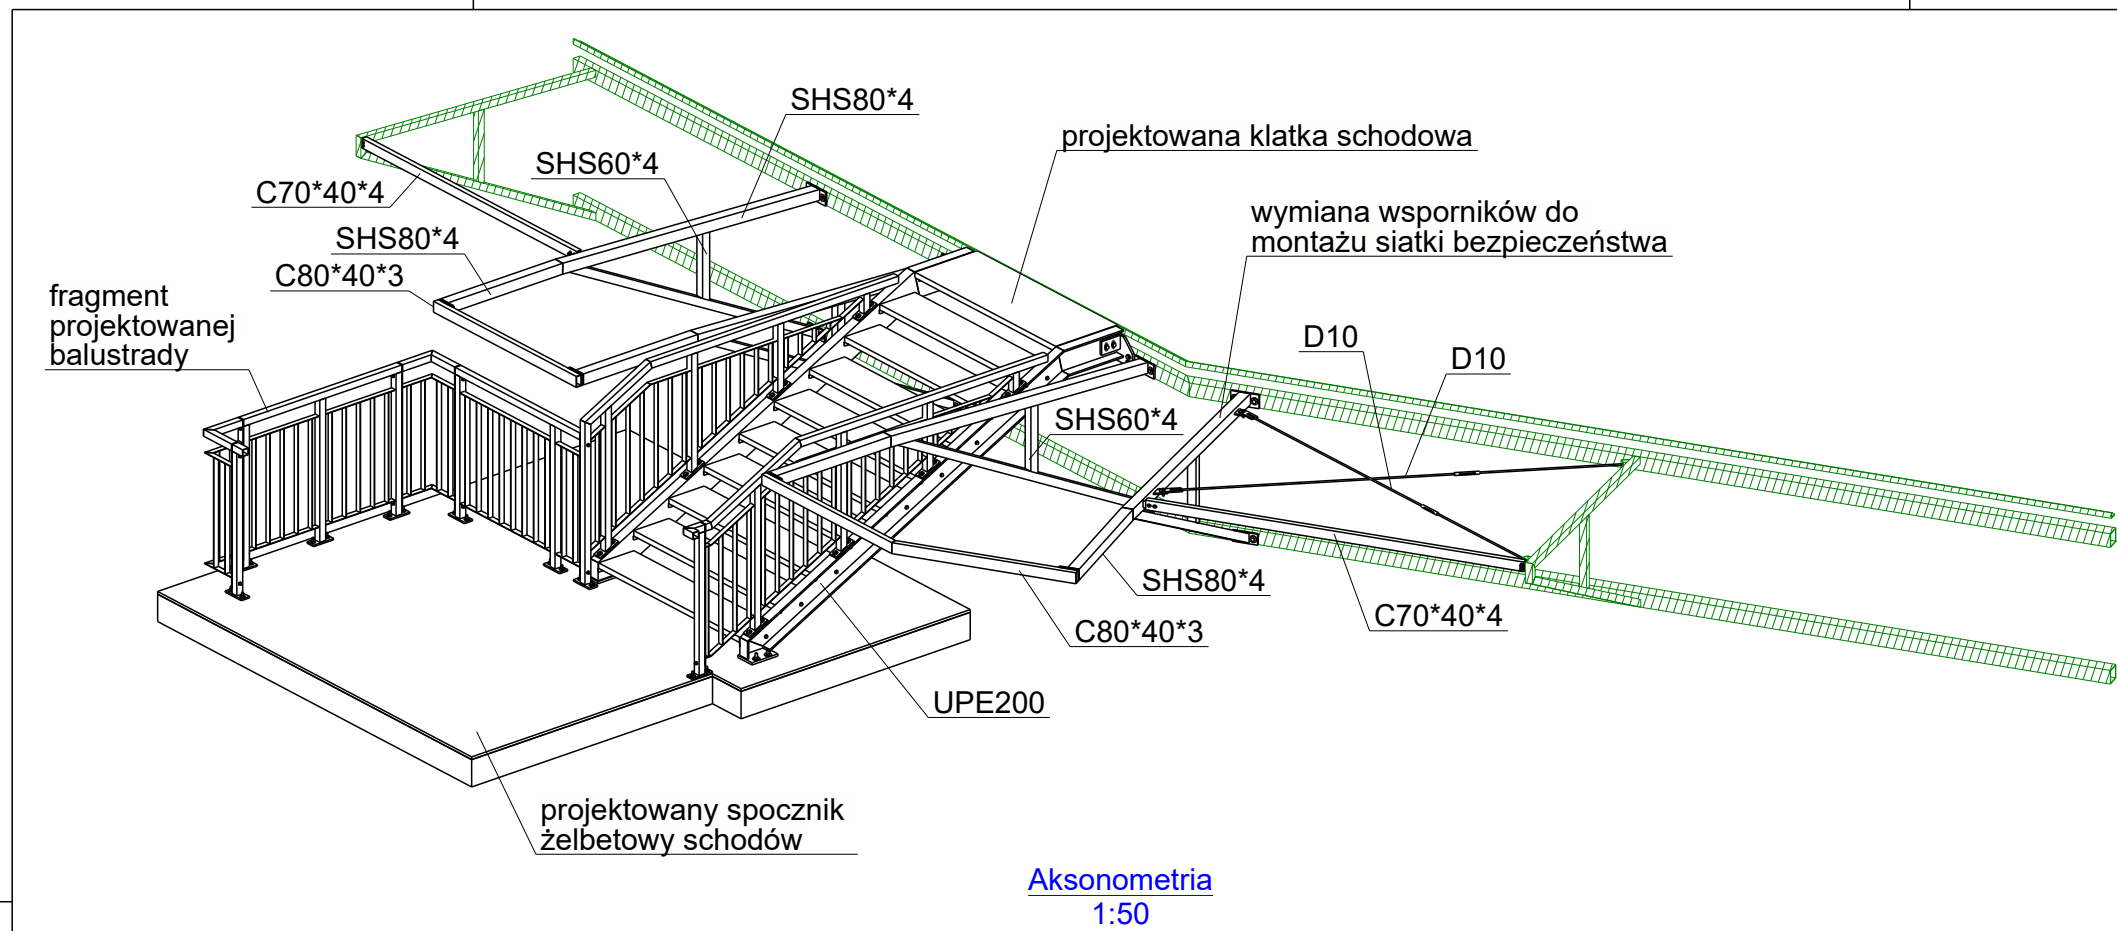 SHS80*4
projektowana klatka schodowa
SHS60*4
C70*40*4
wymiana wsporników do
montażu siatki bezpieczeństwa
SHS80*4
C80*40*3
fragment
projektowanej
balustrady
D10
D10
SHS60*4
SHS80*4
C70*40*4
C80*40*3
UPE200
projektowany spocznik
żelbetowy schodów
Aksonometria
1:50